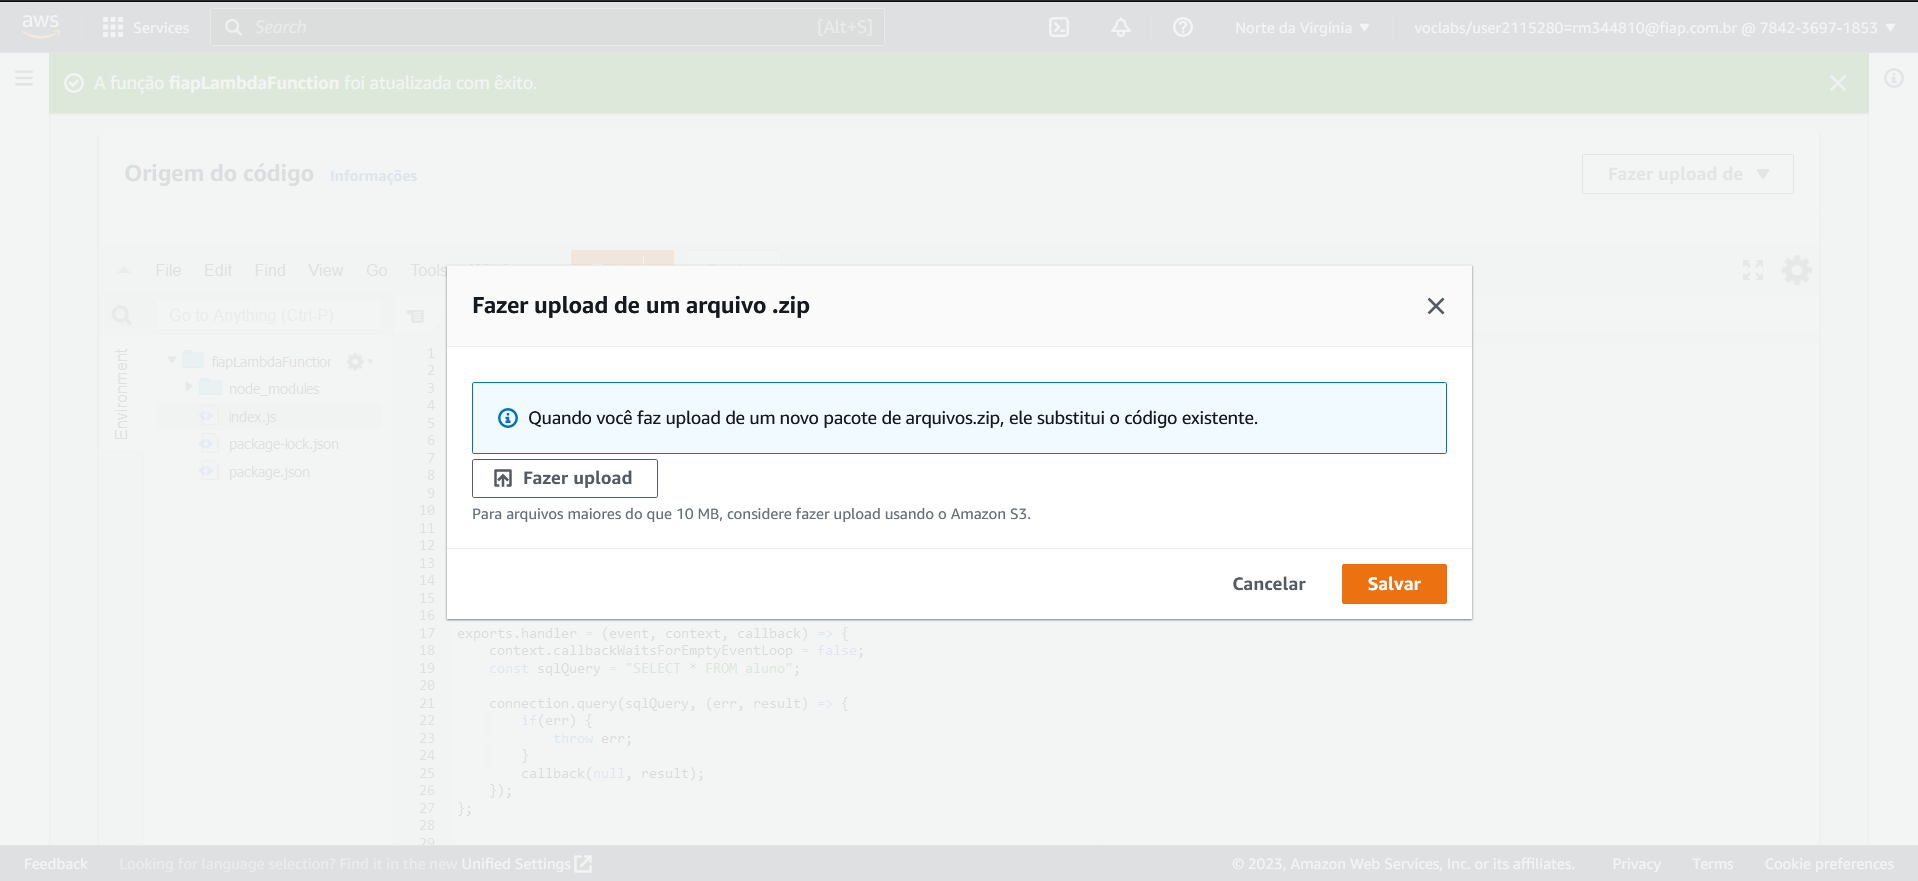 aws
Services
Search
[Alt+S]
Norte da Virgínia
voclabs/user2115280=rm344810@fiap.com.br @ 7842-3697-1853
A função fiapLambdaFunction foi atualizada com êxito.
Origem do código Informações
Fazer upload de
File Edit Find View Go Tools
Go to Anything (Ctrl-P)
Environment
fiapLambdaFunction
node_modules
index.js
package-lock.json
package.json
Fazer upload de um arquivo .zip
Quando você faz upload de um novo pacote de arquivos.zip, ele substitui o código existente.
Fazer upload
Para arquivos maiores do que 10 MB, considere fazer upload usando o Amazon S3.
Cancelar
Salvar
1
2
3
4
5
6
7
8
9
10
11
12
13
14
15
16
17 exports.handler = (event, context, callback) => {
18 context.callbackWaitsForEmptyEventLoop = false;
19 const sqlQuery = "SELECT * FROM aluno";
20
21 connection.query(sqlQuery, (err, result) => {
22 if(err) {
23 throw err;
24 }
25 callback(null, result);
26 });
27 };
28
29
Feedback
Looking for language selection? Find it in the new Unified Settings
© 2023, Amazon Web Services, Inc. or its affiliates.
Privacy
Terms
Cookie preferences